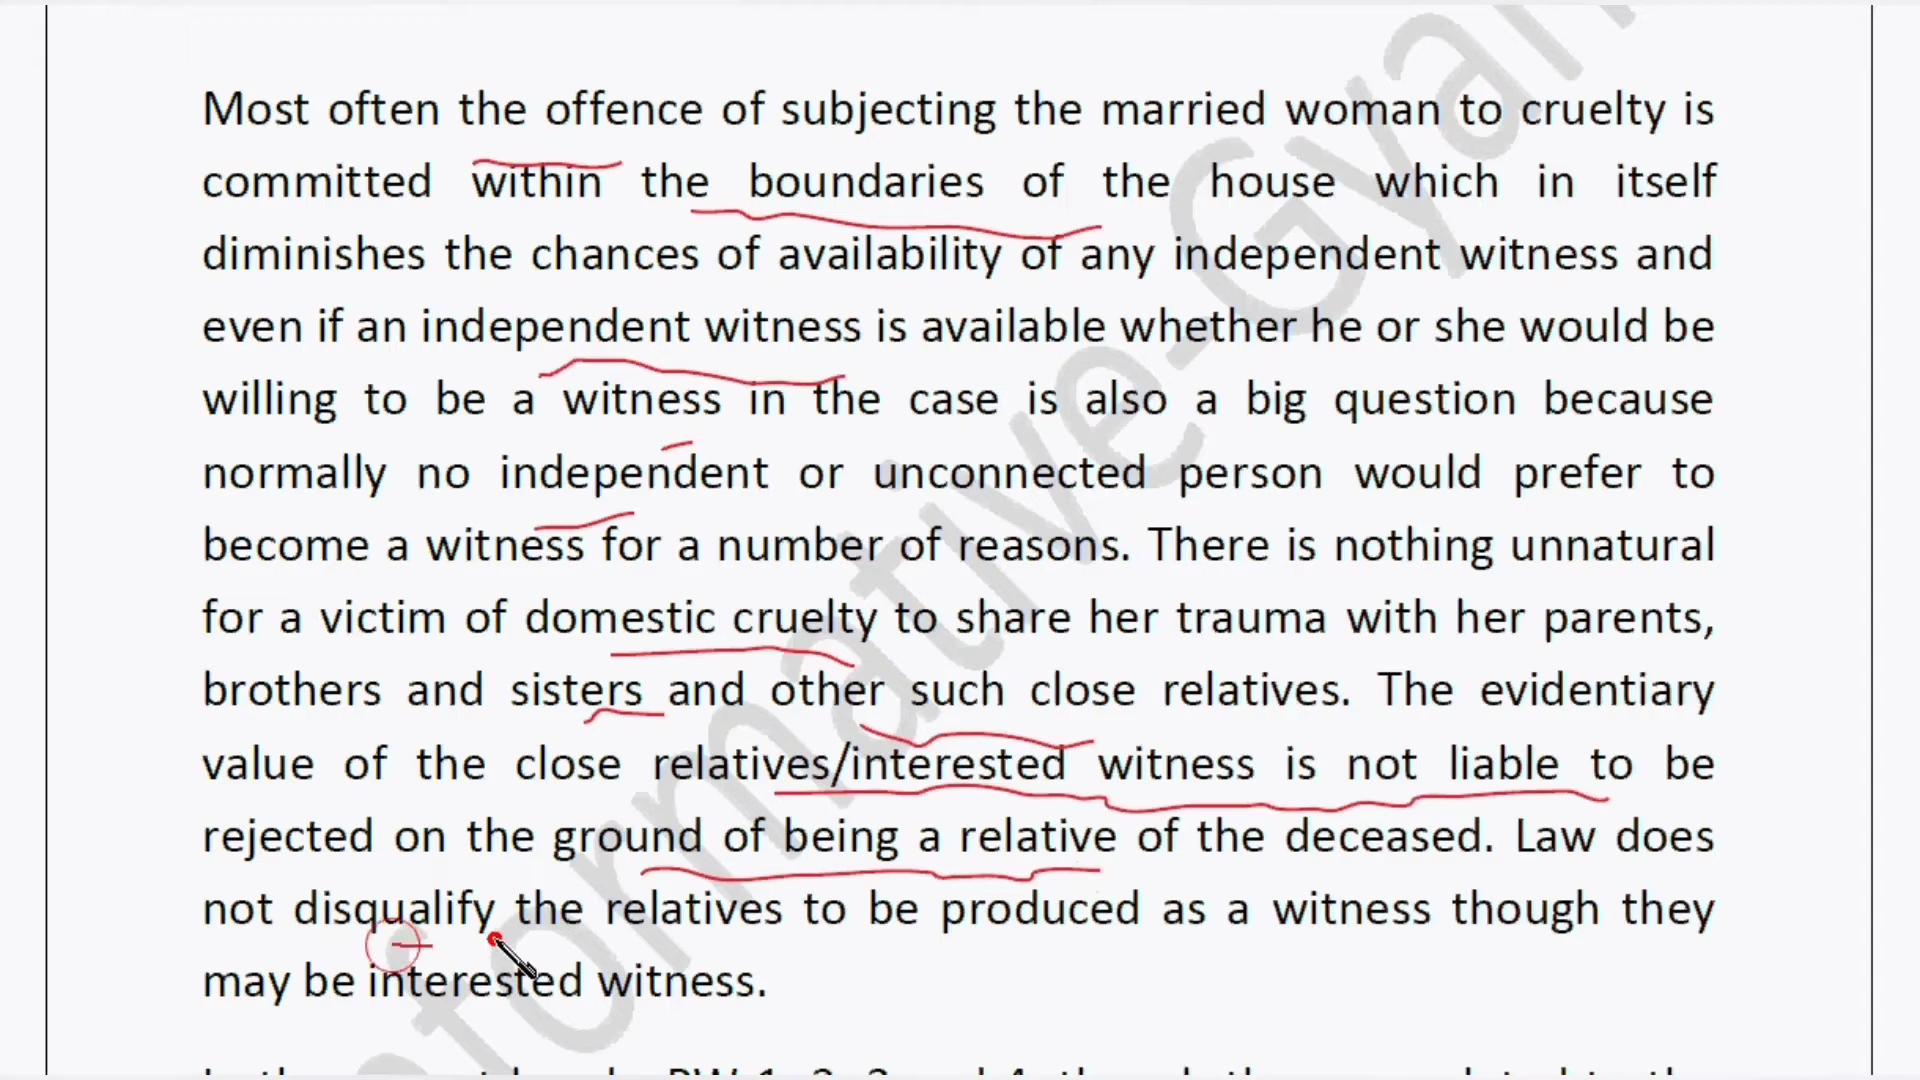 Most often the offence of subjecting the married woman to cruelty is
committed within the boundaries of the house which in itself
diminishes the chances of availability of any independent witness and
even if an independent witness is available whether he or she would be
willing to be a witness in the case is also a big question because
normally no independent or unconnected person would prefer to
become a witness for a number of reasons. There is nothing unnatural
for a victim of domestic cruelty to share her trauma with her parents,
brothers and sisters and other such close relatives. The evidentiary
value of the close relatives/interested witness is not liable to be
rejected on the ground of being a relative of the deceased. Law does
not disqualify the relatives to be produced as a witness though they
may be interested witness.